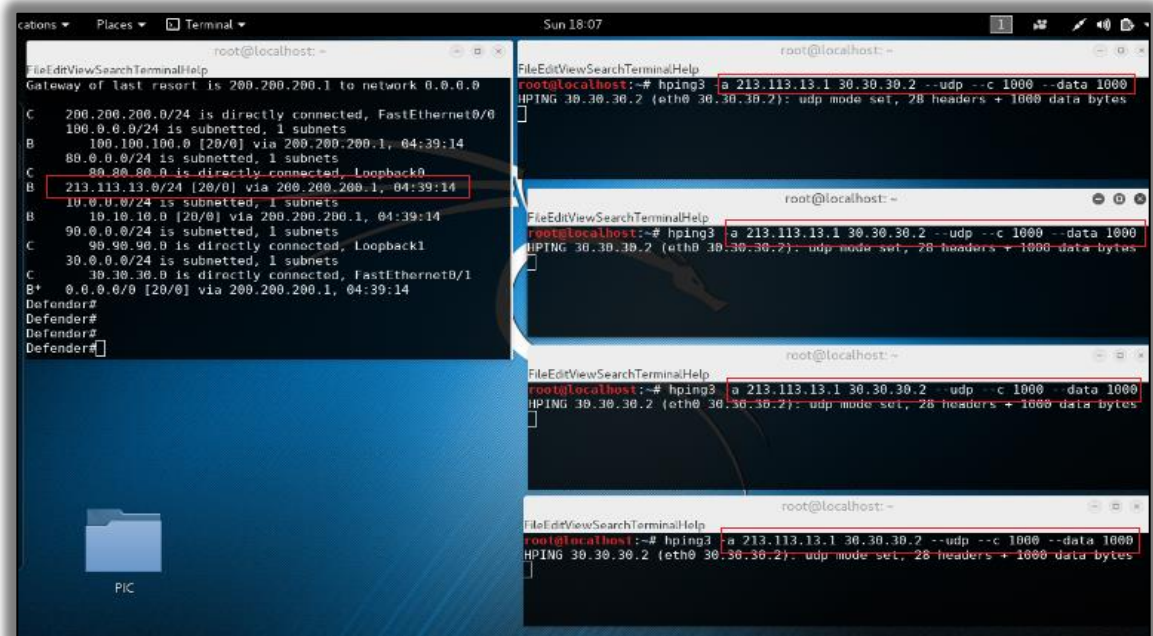 cations Places Terminal Sun 18:07 1
root@localhost: ~
FileEditViewSearchTerminalHelp
Gateway of last resort is 200.200.200.1 to network 0.0.0.0
C 200.200.200.0/24 is directly connected, FastEthernet0/0
100.0.0.0/24 is subnetted, 1 subnets
B 100.100.100.0 [20/0] via 200.200.200.1, 04:39:14
80.0.0.0/24 is subnetted, 1 subnets
C 80.80.80.0 is directly connected, Loopback0
B 213.113.13.0/24 [20/0] via 200.200.200.1, 04:39:14
10.0.0.0/24 is subnetted, 1 subnets
B 10.10.10.0 [20/0] via 200.200.200.1, 04:39:14
90.0.0.0/24 is subnetted, 1 subnets
C 90.90.90.0 is directly connected, Loopback1
30.0.0.0/24 is subnetted, 1 subnets
C 30.30.30.0 is directly connected, FastEthernet0/1
B* 0.0.0.0/0 [20/0] via 200.200.200.1, 04:39:14
Defender#
Defender#
Defender#
Defender#
PIC
root@localhost: ~
FileEditViewSearchTerminalHelp
root@localhost:~# hping3 -a 213.113.13.1 30.30.30.2 --udp --c 1000 --data 1000
HPING 30.30.30.2 (eth0 30.30.30.2): udp mode set, 28 headers + 1000 data bytes
root@localhost: ~
FileEditViewSearchTerminalHelp
root@localhost:~# hping3 -a 213.113.13.1 30.30.30.2 --udp --c 1000 --data 1000
HPING 30.30.30.2 (eth0 30.30.30.2): udp mode set, 28 headers + 1000 data bytes
root@localhost: ~
FileEditViewSearchTerminalHelp
root@localhost:~# hping3 -a 213.113.13.1 30.30.30.2 --udp --c 1000 --data 1000
HPING 30.30.30.2 (eth0 30.30.30.2): udp mode set, 28 headers + 1000 data bytes
root@localhost: ~
FileEditViewSearchTerminalHelp
root@localhost:~# hping3 -a 213.113.13.1 30.30.30.2 --udp --c 1000 --data 1000
HPING 30.30.30.2 (eth0 30.30.30.2): udp mode set, 28 headers + 1000 data bytes